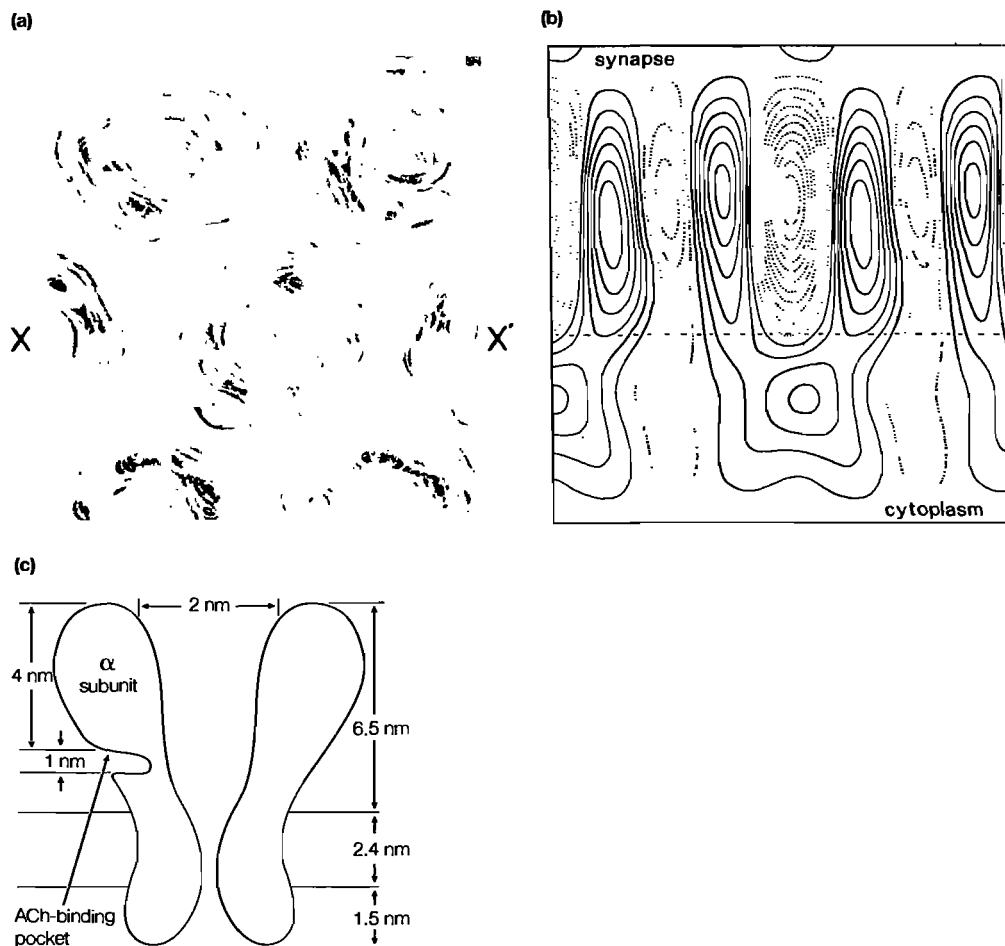 (a)
X X′
(b)
synapse
cytoplasm
(c)
2 nm
4 nm
α
subunit
6.5 nm
1 nm
2.4 nm
ACh-binding
pocket
1.5 nm